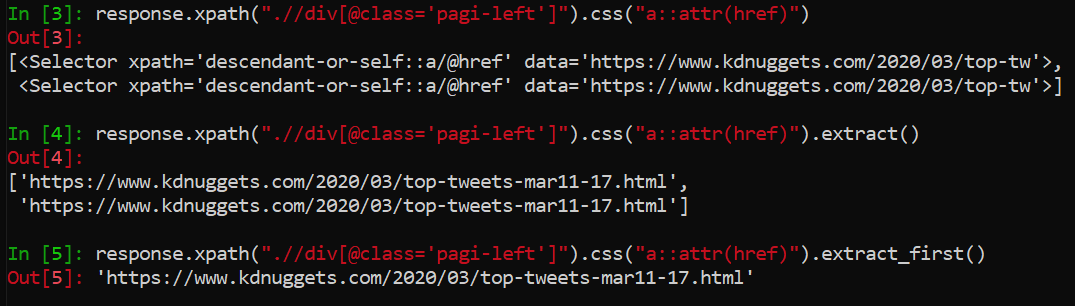 In [3]: response.xpath(".//div[@class='pagi-left']").css("a::attr(href)")
Out[3]:
[<Selector xpath='descendant-or-self::a/@href' data='https://www.kdnuggets.com/2020/03/top-tw'>,
 <Selector xpath='descendant-or-self::a/@href' data='https://www.kdnuggets.com/2020/03/top-tw'>]
In [4]: response.xpath(".//div[@class='pagi-left']").css("a::attr(href)").extract()
Out[4]:
['https://www.kdnuggets.com/2020/03/top-tweets-mar11-17.html',
 'https://www.kdnuggets.com/2020/03/top-tweets-mar11-17.html']
In [5]: response.xpath(".//div[@class='pagi-left']").css("a::attr(href)").extract_first()
Out[5]: 'https://www.kdnuggets.com/2020/03/top-tweets-mar11-17.html'